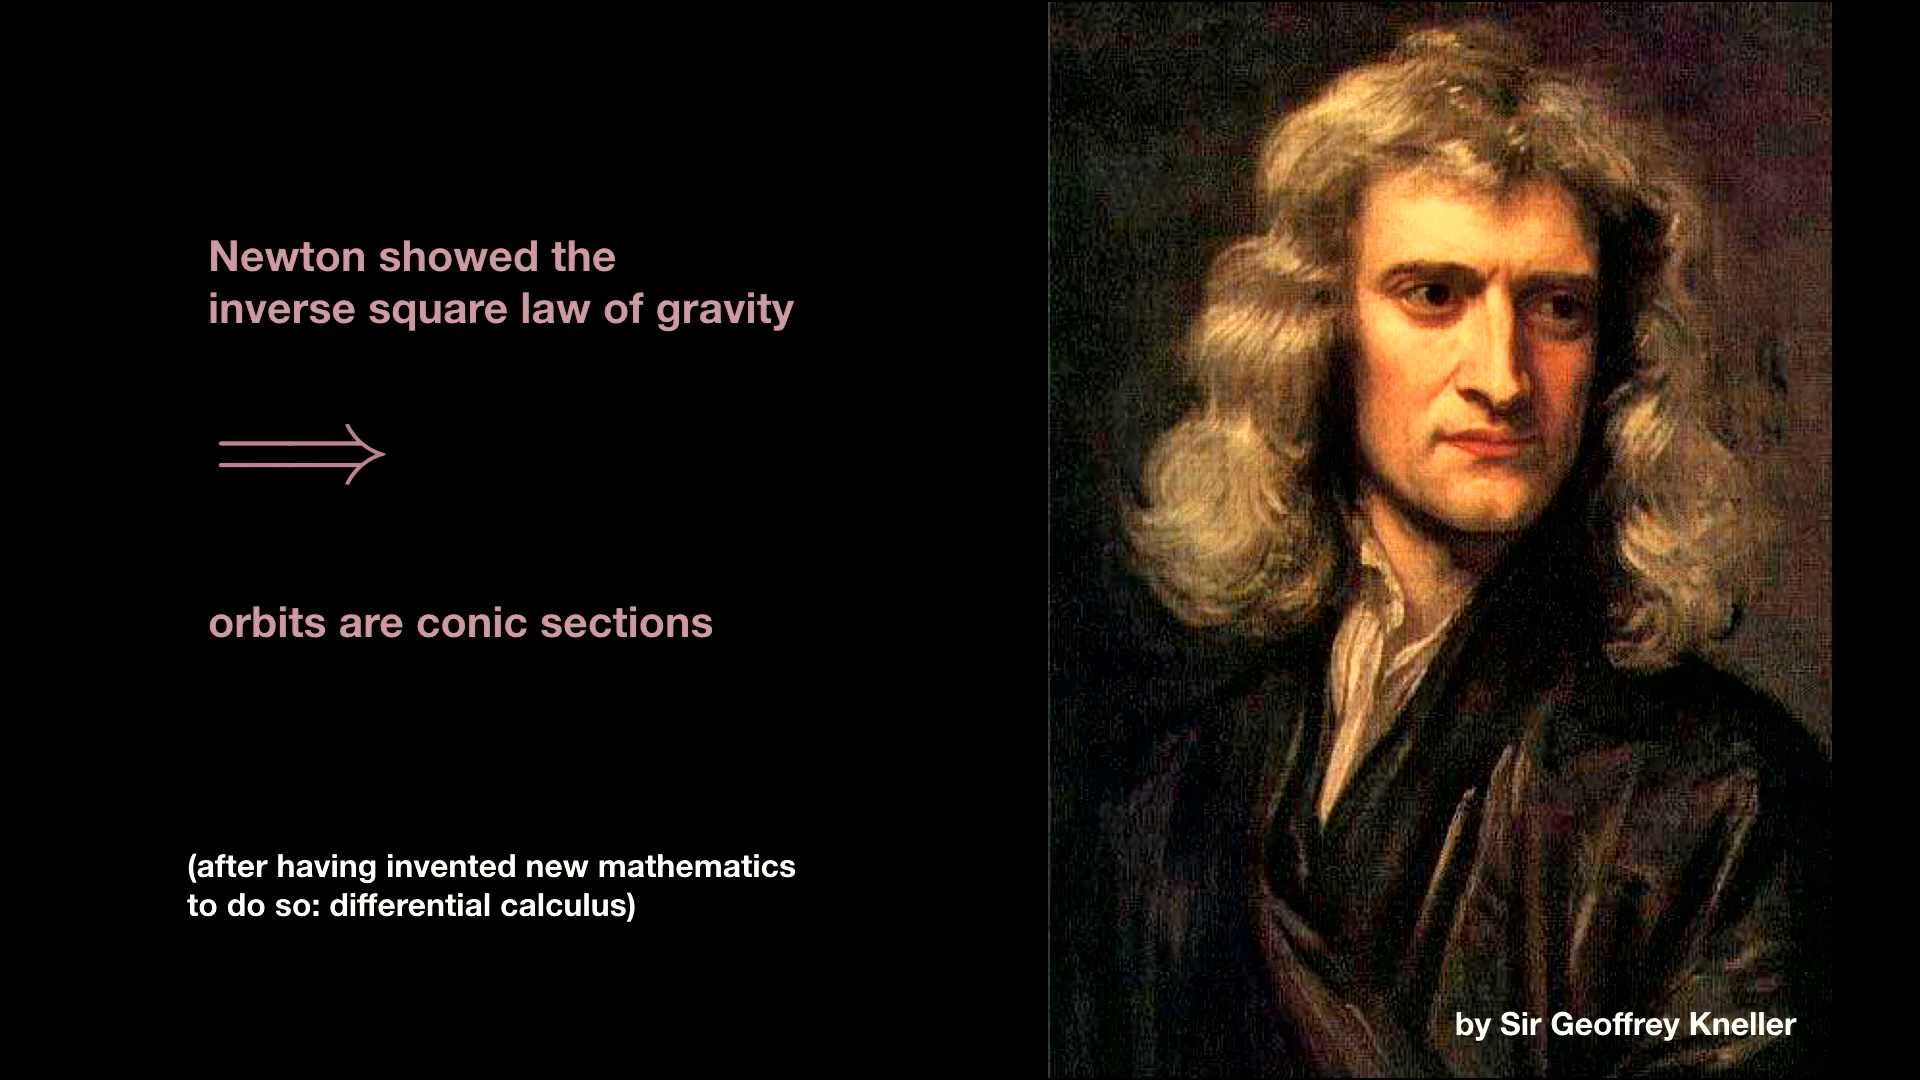 Newton showed the
inverse square law of gravity
⟹
orbits are conic sections
(after having invented new mathematics
to do so: differential calculus)
by Sir Geoffrey Kneller